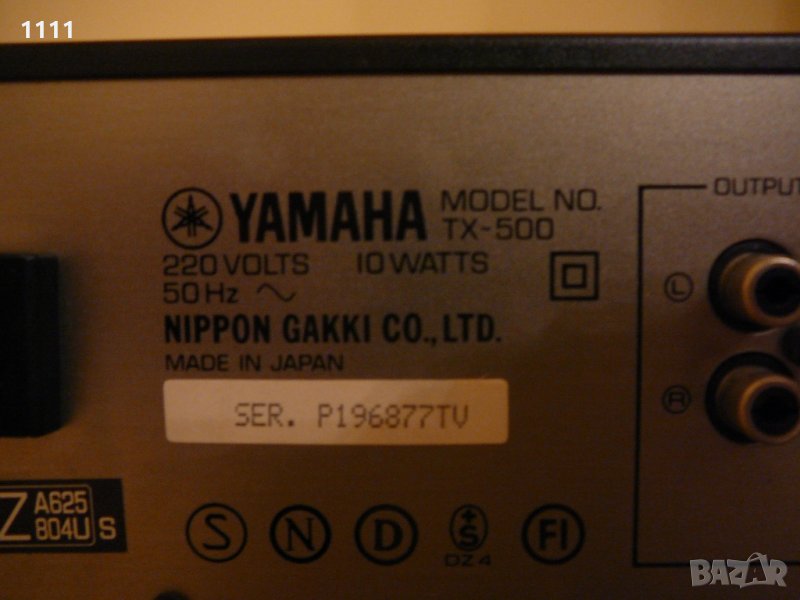 1111
YAMAHA
MODEL NO.
TX-500
220 VOLTS 10 WATTS
50 Hz
NIPPON GAKKI CO., LTD.
MADE IN JAPAN
SER. P196877TV
OUTPUT
L
R
Z A625
804U S
S N D +S FI
DZ 4
BAZAR